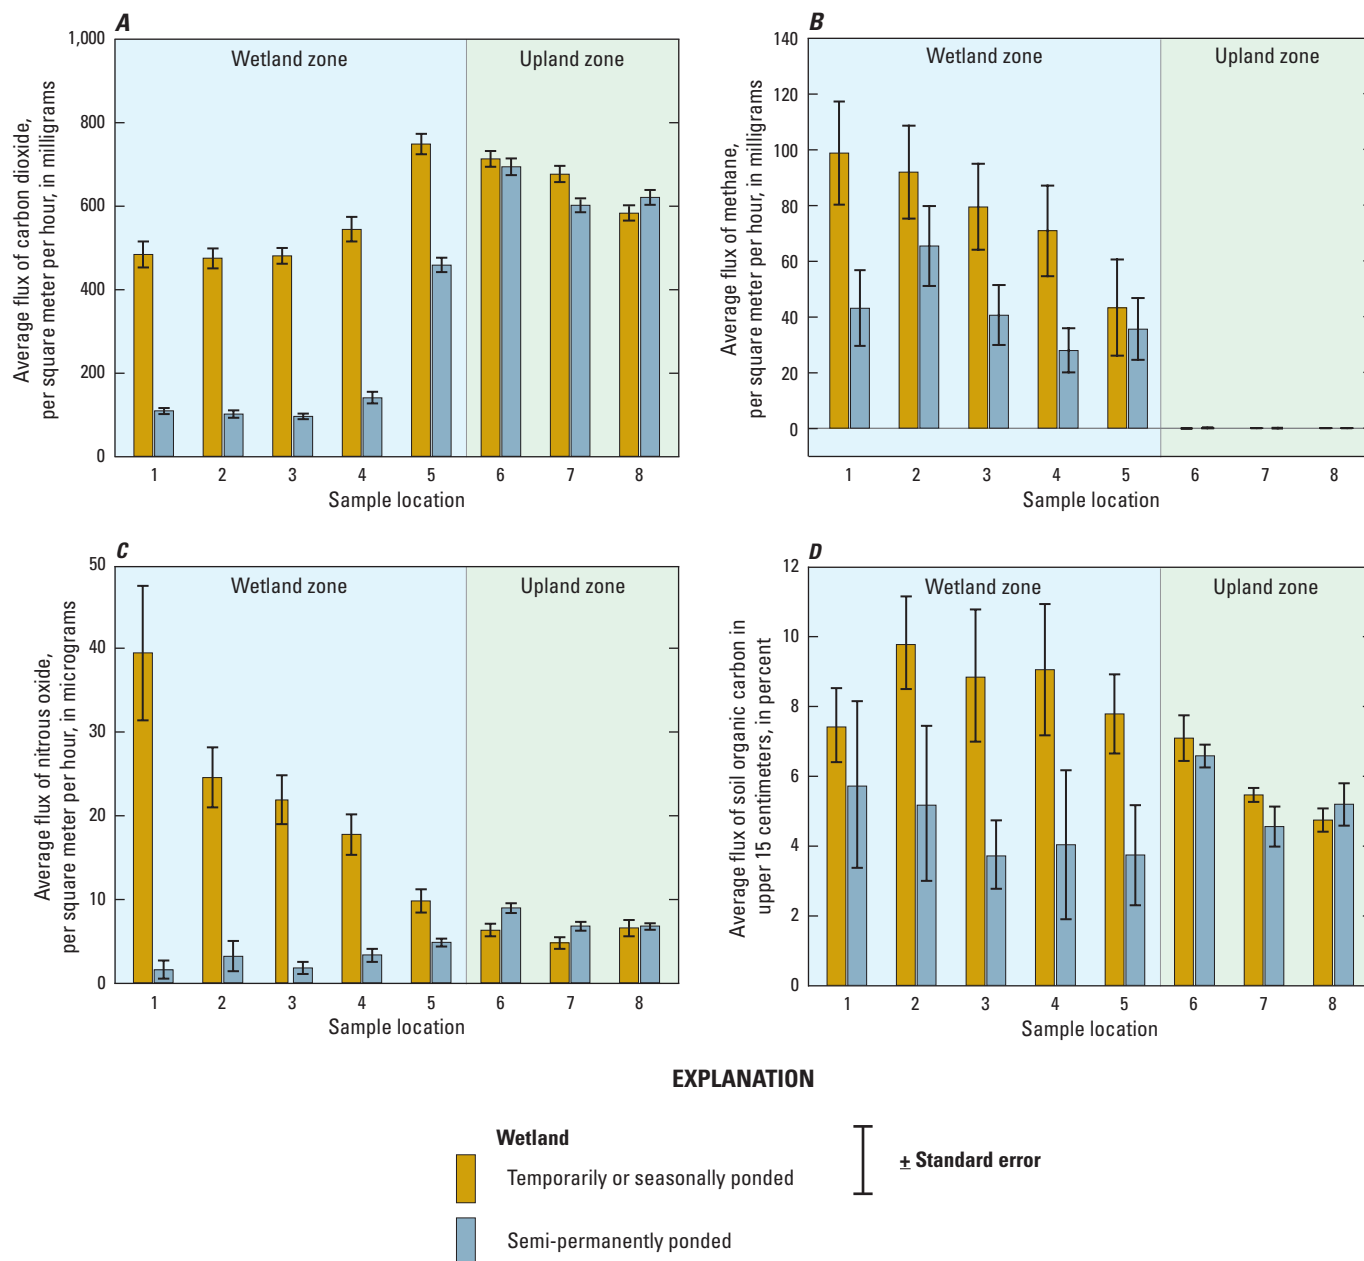 A
Average flux of carbon dioxide,
per square meter per hour, in milligrams
1,000
800
600
400
200
0
Wetland zone
Upland zone
1 2 3 4 5 6 7 8
Sample location
B
Average flux of methane,
per square meter per hour, in milligrams
140
120
100
80
60
40
20
0
Wetland zone
Upland zone
1 2 3 4 5 6 7 8
Sample location
C
Average flux of nitrous oxide,
per square meter per hour, in micrograms
50
40
30
20
10
0
Wetland zone
Upland zone
1 2 3 4 5 6 7 8
Sample location
D
Average flux of soil organic carbon in
upper 15 centimeters, in percent
12
10
8
6
4
2
0
Wetland zone
Upland zone
1 2 3 4 5 6 7 8
Sample location
EXPLANATION
Wetland
Temporarily or seasonally ponded
Semi-permanently ponded
± Standard error